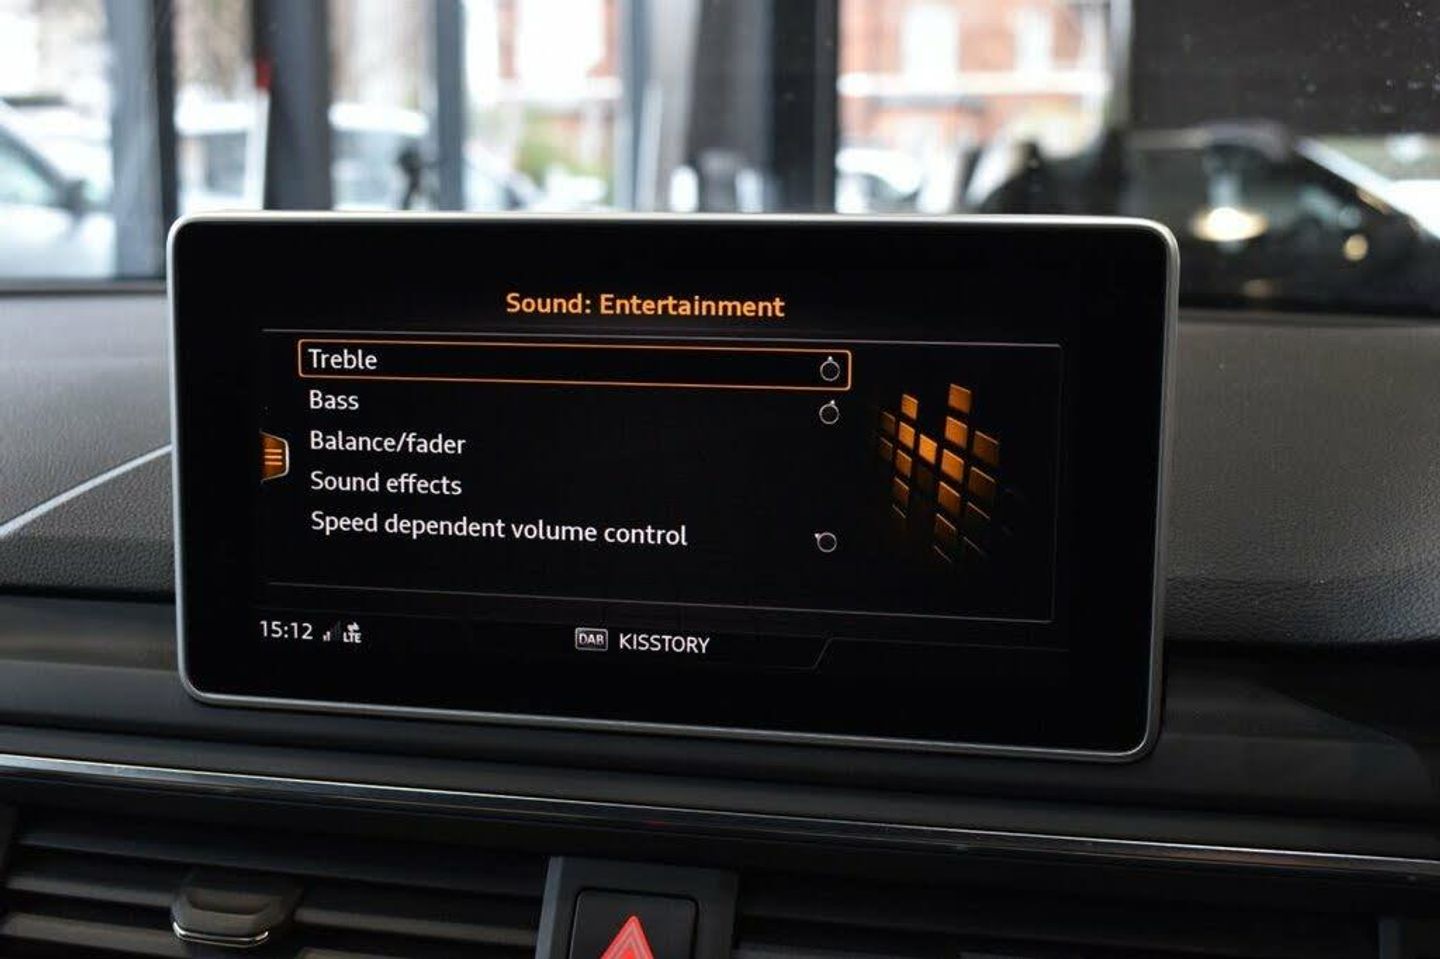 Sound: Entertainment
Treble
Bass
Balance/fader
Sound effects
Speed dependent volume control
15:12 LTE DAB KISSTORY